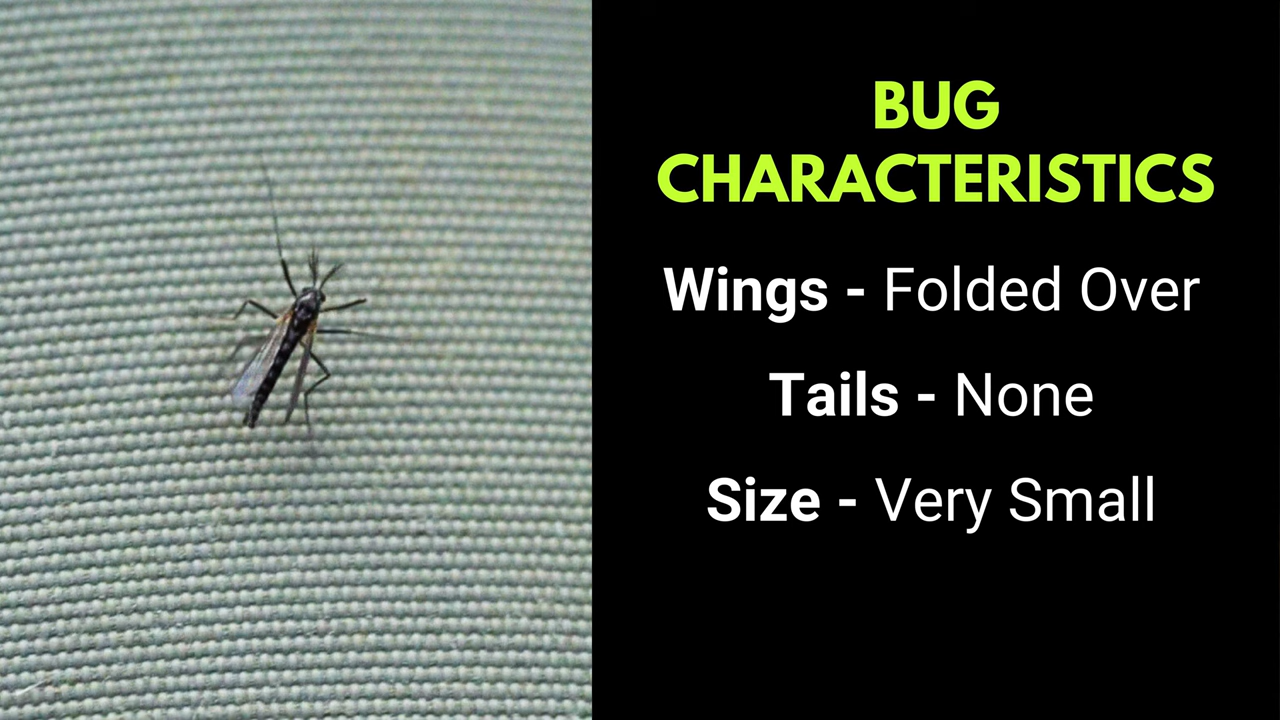 BUG
CHARACTERISTICS
Wings - Folded Over
Tails - None
Size - Very Small